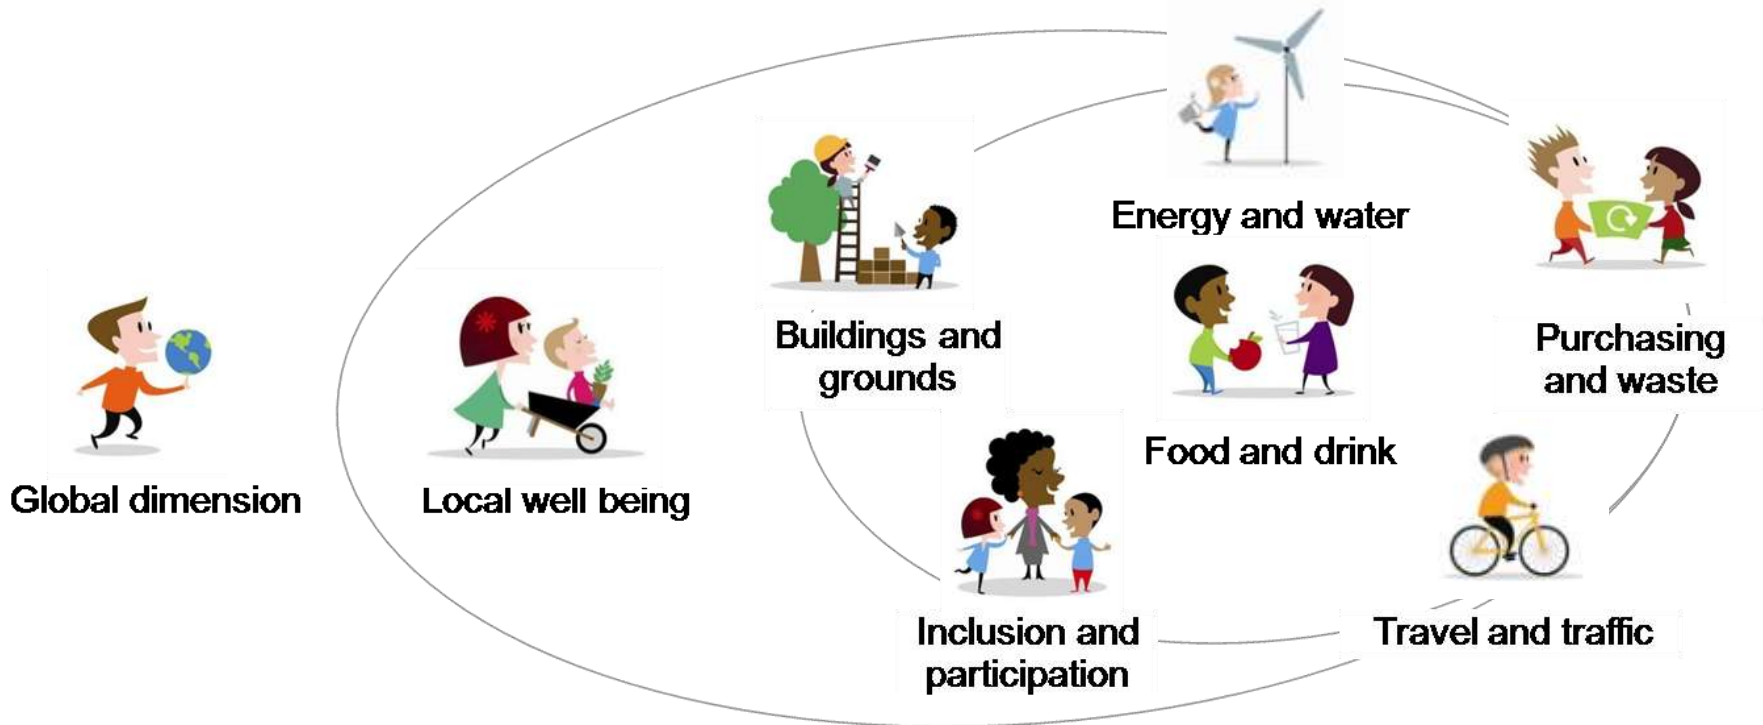 Energy and water
Buildings and
grounds
Purchasing
and waste
Food and drink
Global dimension
Local well being
Inclusion and
participation
Travel and traffic